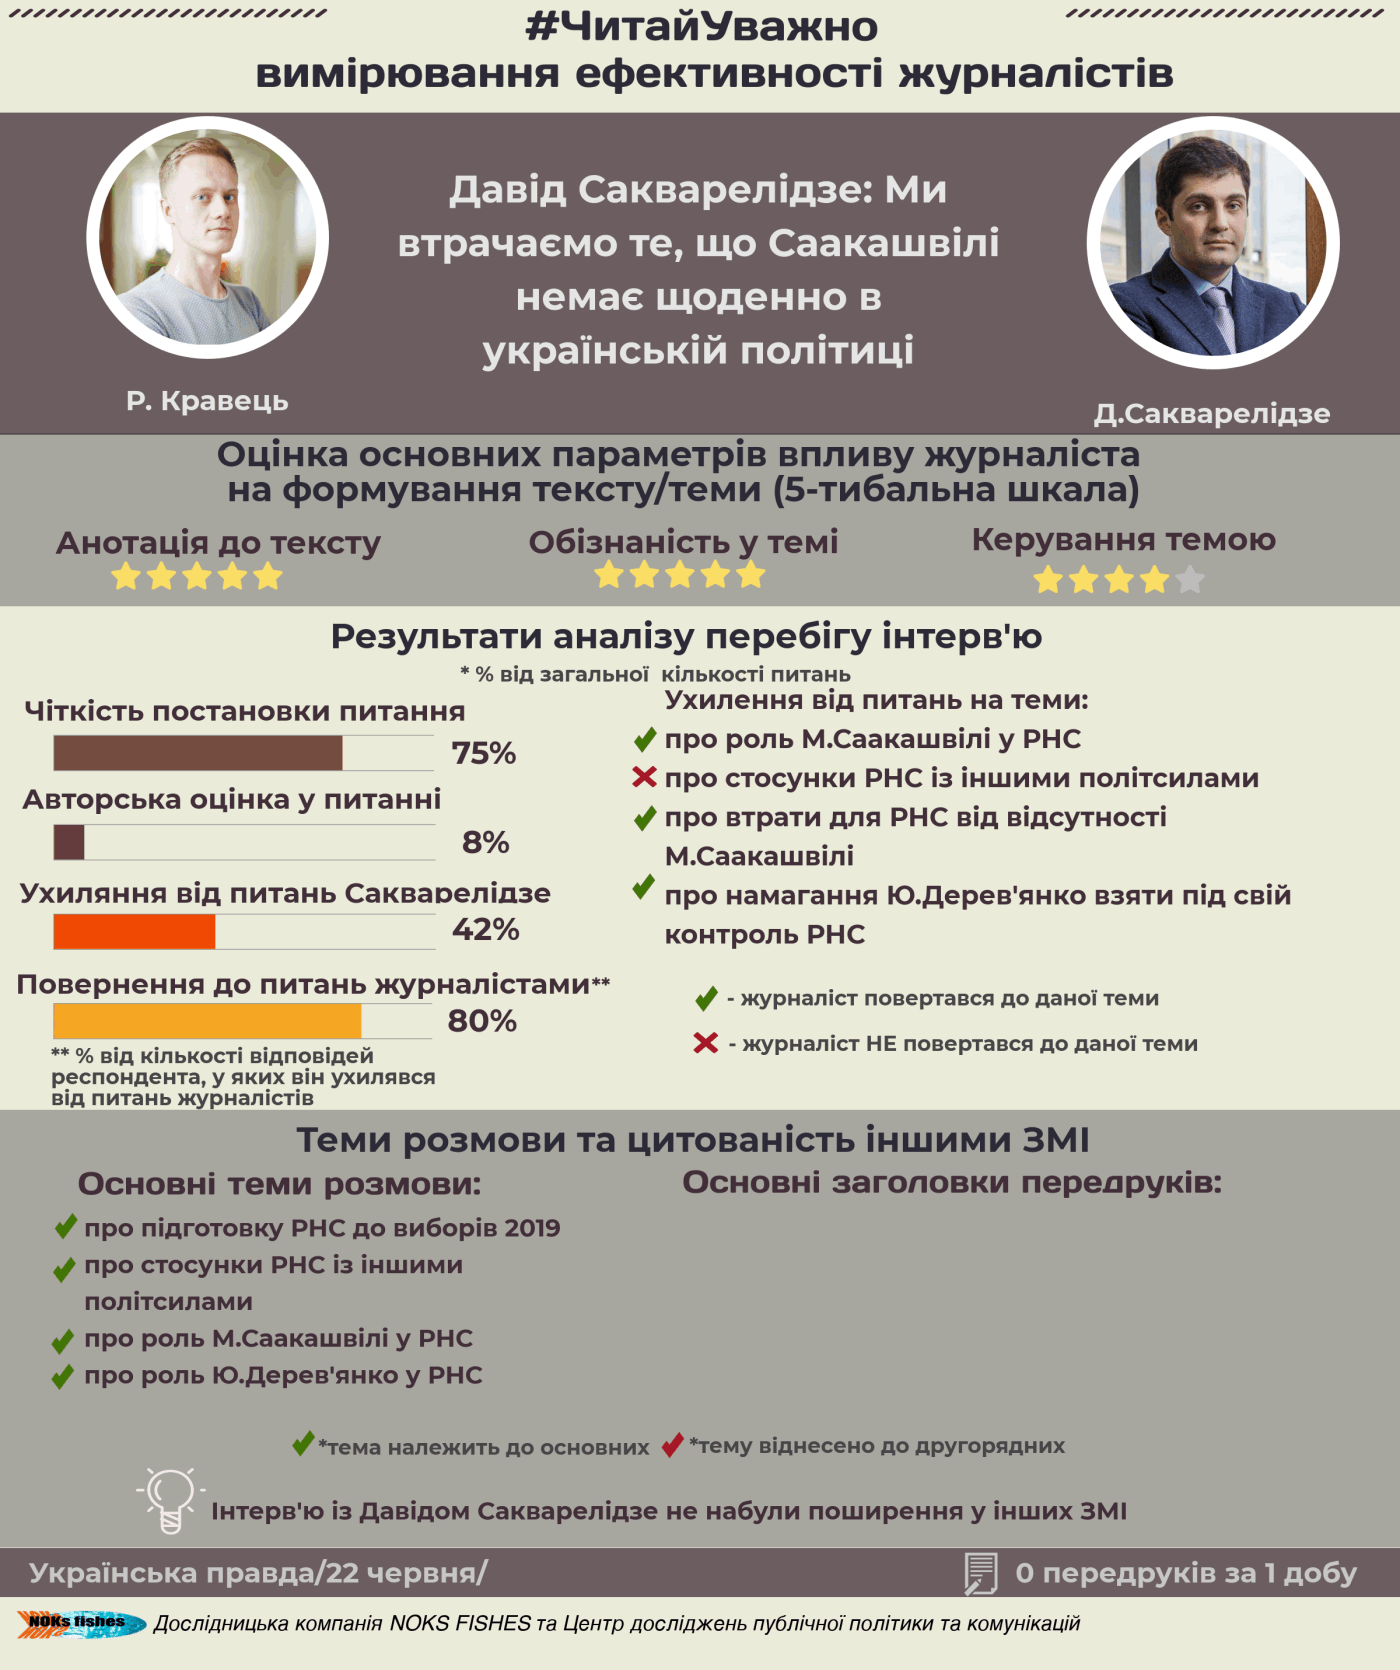 #ЧитайУважно
вимірювання ефективності журналістів
Давід Сакварелідзе: Ми
втрачаємо те, що Саакашвілі
немає щоденно в
українській політиці
Р. Кравець
Д.Сакварелідзе
Оцінка основних параметрів впливу журналіста
на формування тексту/теми (5-тибальна шкала)
Анотація до тексту
Обізнаність у темі
Керування темою
Результати аналізу перебігу інтерв'ю
* % від загальної кількості питань
Чіткість постановки питання
75%
Авторська оцінка у питанні
8%
Ухиляння від питань Сакварелідзе
42%
Повернення до питань журналістами**
80%
** % від кількості відповідей
респондента, у яких він ухилявся
від питань журналістів
Ухилення від питань на теми:
про роль М.Саакашвілі у РНС
про стосунки РНС із іншими політсилами
про втрати для РНС від відсутності
М.Саакашвілі
про намагання Ю.Дерев'янко взяти під свій
контроль РНС
- журналіст повертався до даної теми
- журналіст НЕ повертався до даної теми
Теми розмови та цитованість іншими ЗМІ
Основні теми розмови:
про підготовку РНС до виборів 2019
про стосунки РНС із іншими
політсилами
про роль М.Саакашвілі у РНС
про роль Ю.Дерев'янко у РНС
Основні заголовки передруків:
*тема належить до основних
*тему віднесено до другорядних
Інтерв'ю із Давідом Сакварелідзе не набули поширення у інших ЗМІ
Українська правда/22 червня/
0 передруків за 1 добу
NOKs fishes
Дослідницька компанія NOKS FISHES та Центр досліджень публічної політики та комунікацій